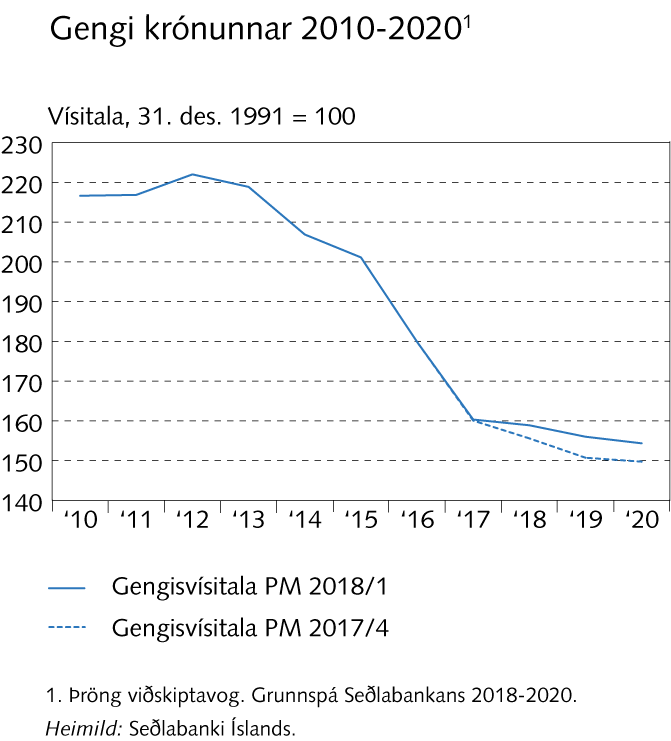 Gengi krónunnar 2010-2020¹
Vísitala, 31. des. 1991 = 100
230
220
210
200
190
180
170
160
150
140
‘10 ‘11 ‘12 ‘13 ‘14 ‘15 ‘16 ‘17 ‘18 ‘19 ‘20
Gengisvísitala PM 2018/1
Gengisvísitala PM 2017/4
1. Þröng viðskiptavog. Grunnspá Seðlabankans 2018-2020.
Heimild: Seðlabanki Íslands.